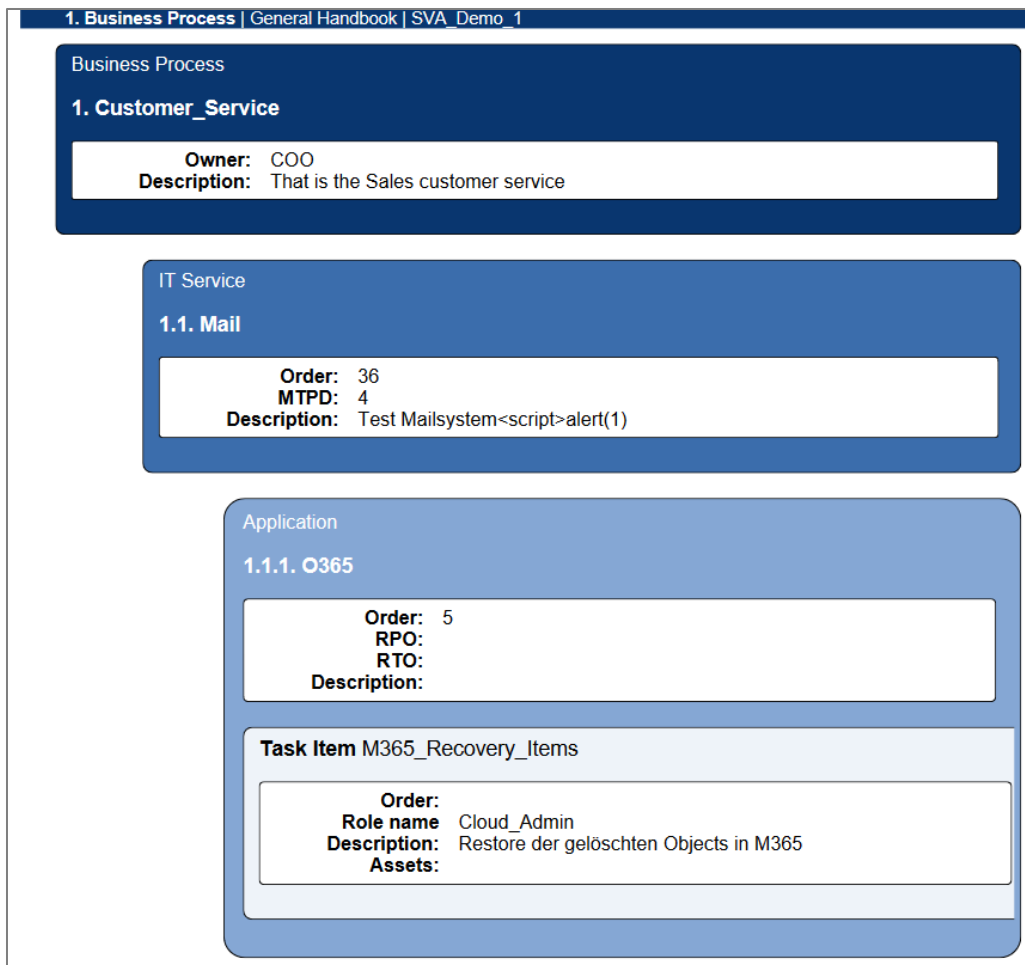 1. Business Process | General Handbook | SVA_Demo_1
Business Process
1. Customer_Service
Owner: COO
Description: That is the Sales customer service
IT Service
1.1. Mail
Order: 36
MTPD: 4
Description: Test Mailsystem<script>alert(1)
Application
1.1.1. O365
Order: 5
RPO:
RTO:
Description:
Task Item M365_Recovery_Items
Order:
Role name Cloud_Admin
Description: Restore der gelöschten Objects in M365
Assets: